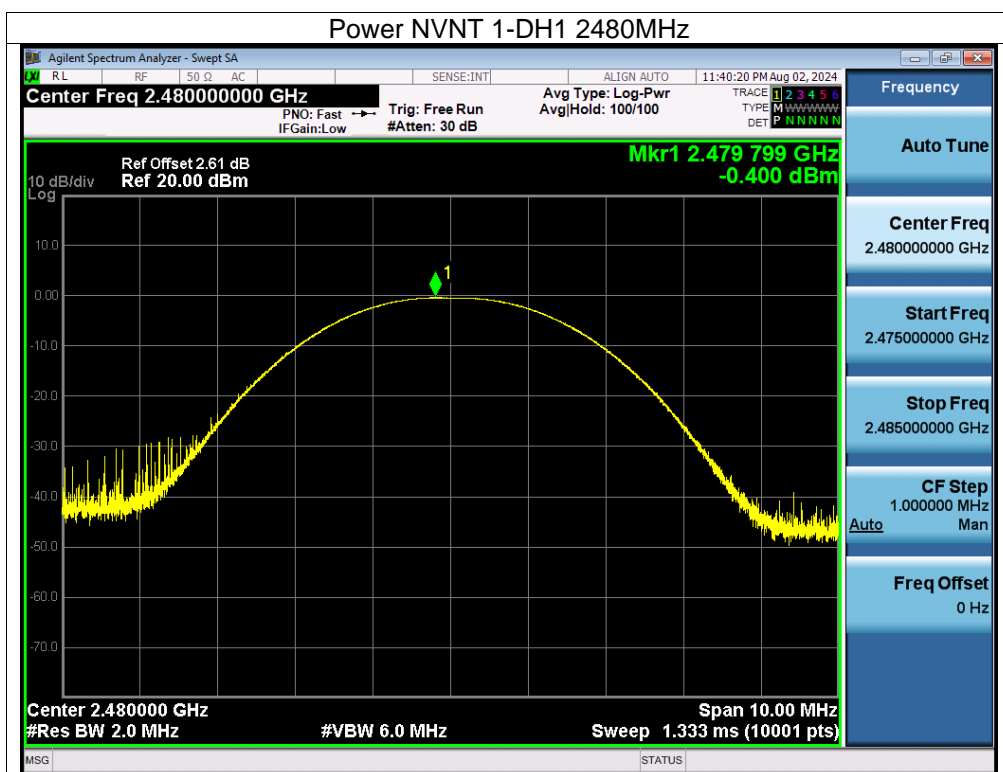 Power NVNT 1-DH1 2480MHz
Agilent Spectrum Analyzer - Swept SA
LXI RL RF 50 Ω AC SENSE:INT ALIGN AUTO 11:40:20 PM Aug 02, 2024
Center Freq 2.480000000 GHz
PNO: Fast
IFGain:Low
Trig: Free Run
#Atten: 30 dB
Avg Type: Log-Pwr
Avg|Hold: 100/100
TRACE 1 2 3 4 5 6
TYPE M WWWWW
DET P N N N N N
Mkr1 2.479 799 GHz
-0.400 dBm
Ref Offset 2.61 dB
10 dB/div Ref 20.00 dBm
Log
10.0
1
0.00
-10.0
-20.0
-30.0
-40.0
-50.0
-60.0
-70.0
Center 2.480000 GHz Span 10.00 MHz
#Res BW 2.0 MHz #VBW 6.0 MHz Sweep 1.333 ms (10001 pts)
MSG STATUS
Frequency
Auto Tune
Center Freq
2.480000000 GHz
Start Freq
2.475000000 GHz
Stop Freq
2.485000000 GHz
CF Step
1.000000 MHz
Auto Man
Freq Offset
0 Hz